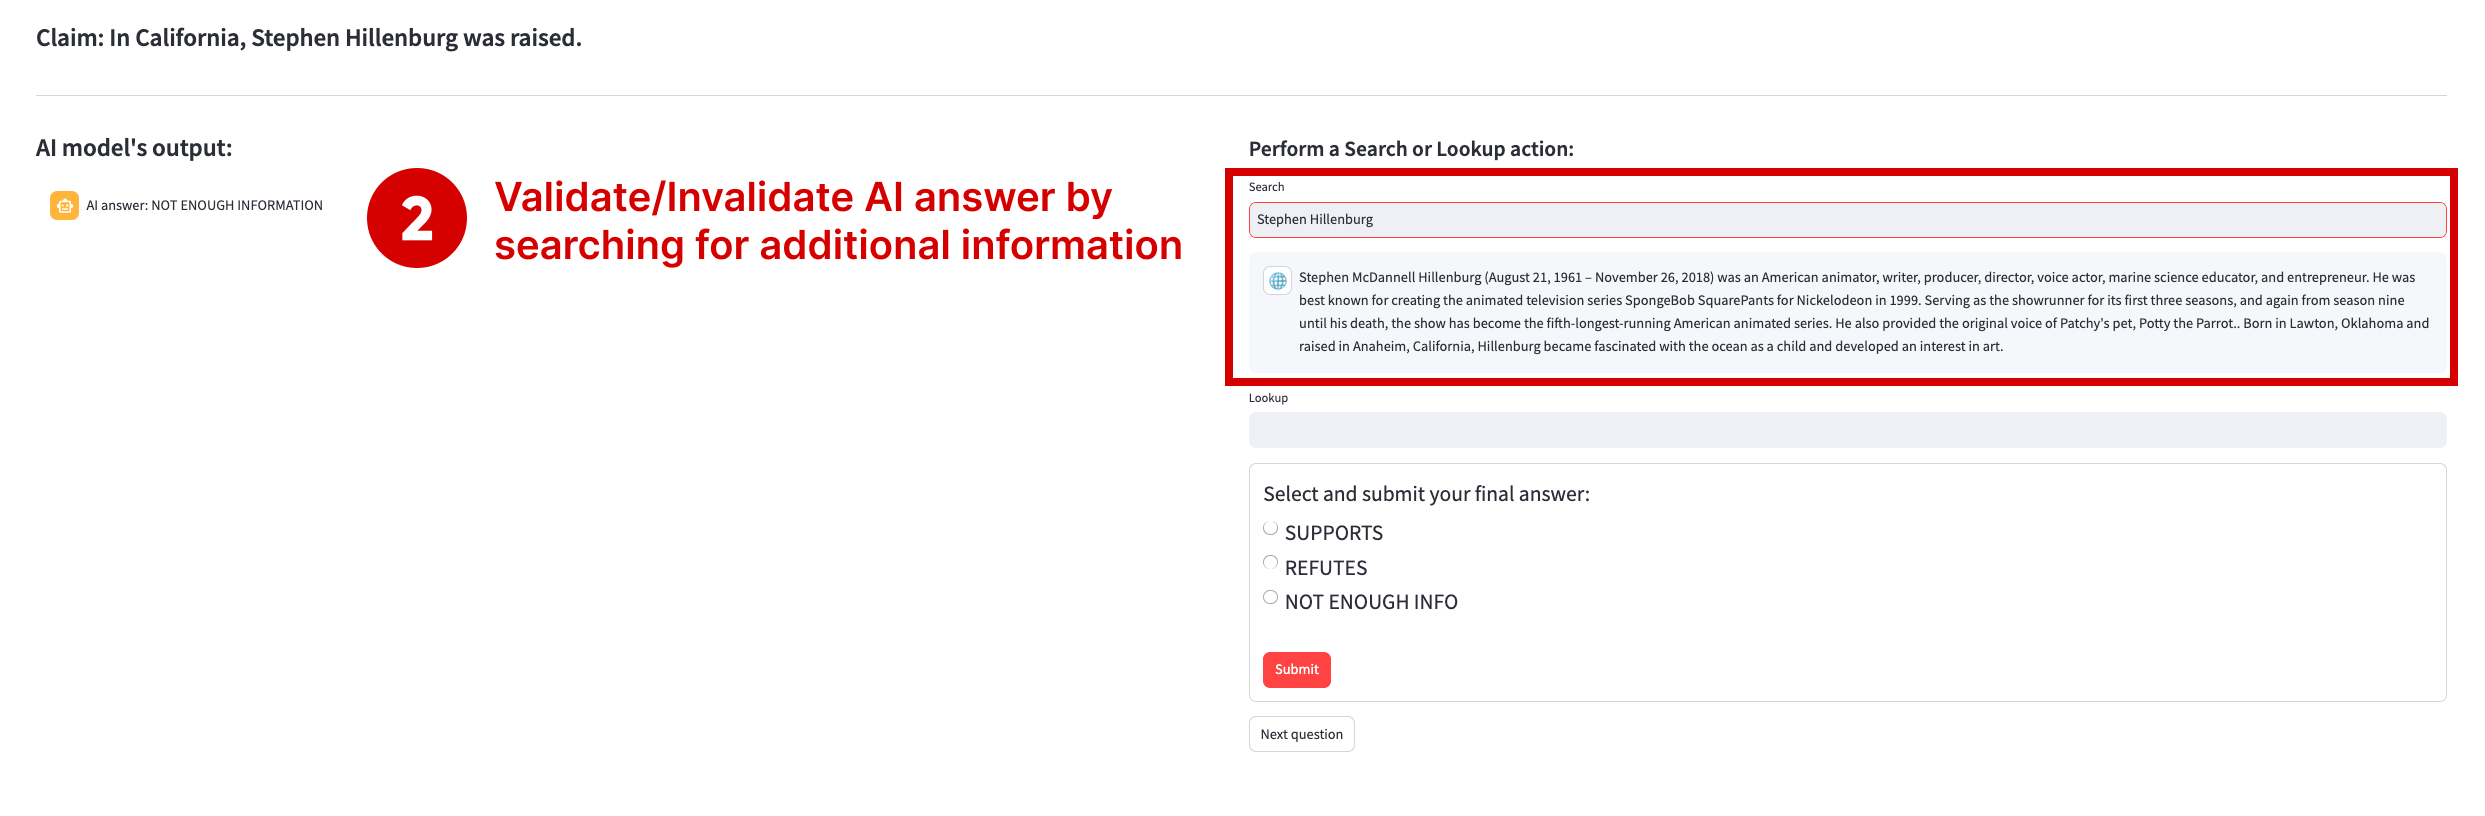 Claim: In California, Stephen Hillenburg was raised.
AI model's output:
AI answer: NOT ENOUGH INFORMATION
2
Validate/Invalidate AI answer by
searching for additional information
Perform a Search or Lookup action:
Search
Stephen Hillenburg
Stephen McDannell Hillenburg (August 21, 1961 – November 26, 2018) was an American animator, writer, producer, director, voice actor, marine science educator, and entrepreneur. He was
best known for creating the animated television series SpongeBob SquarePants for Nickelodeon in 1999. Serving as the showrunner for its first three seasons, and again from season nine
until his death, the show has become the fifth-longest-running American animated series. He also provided the original voice of Patchy's pet, Potty the Parrot.. Born in Lawton, Oklahoma and
raised in Anaheim, California, Hillenburg became fascinated with the ocean as a child and developed an interest in art.
Lookup
Select and submit your final answer:
SUPPORTS
REFUTES
NOT ENOUGH INFO
Submit
Next question